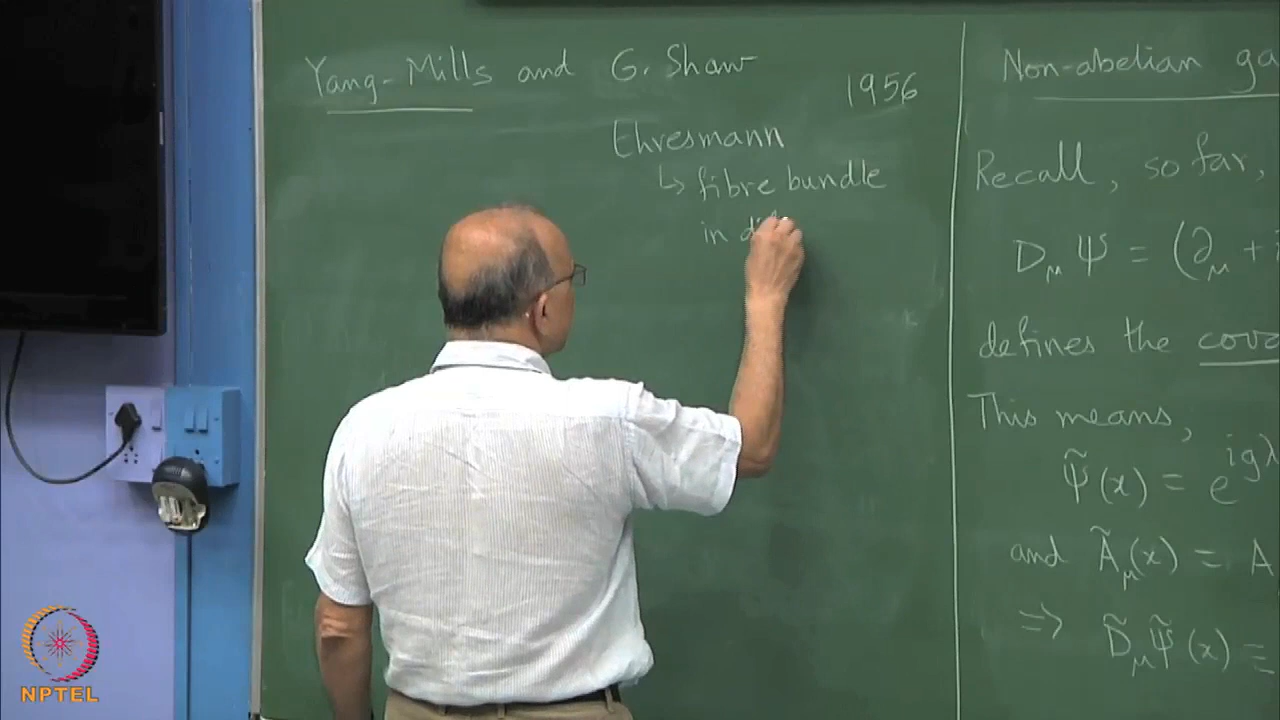 Yang-Mills and G. Shaw
1956
Ehresmann
↳ fibre bundle
in
Non-abelian ga
Recall, so far,
D_μ Ψ = (∂_μ +
defines the cova
This means,
Ψ̃(x) = e^{igλ
and Ã_μ(x) = A
⇒ D̃_μ Ψ̃(x) =
NPTEL